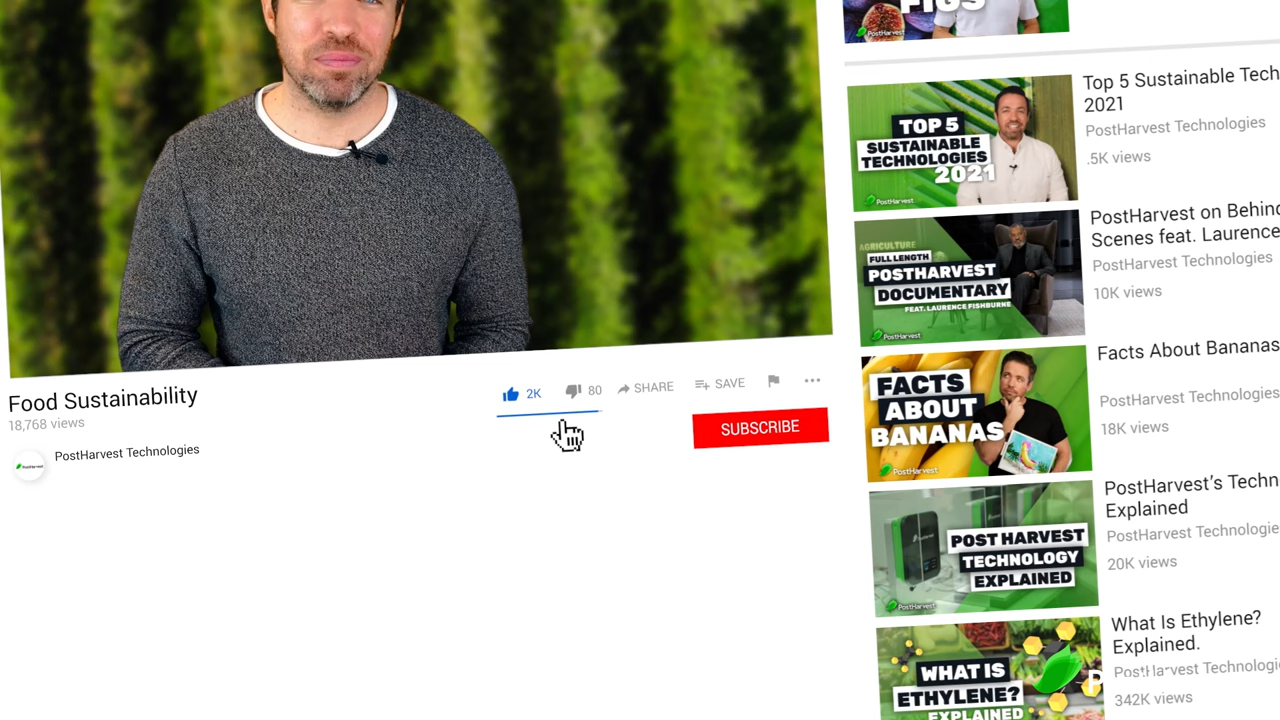 Food Sustainability
18,768 views
PostHarvest Technologies
2K
80
SHARE
SAVE
SUBSCRIBE
FIGS
PostHarvest
TOP 5
SUSTAINABLE
TECHNOLOGIES
2021
PostHarvest
Top 5 Sustainable Tech
2021
PostHarvest Technologies
.5K views
AGRICULTURE
FULL LENGTH
POSTHARVEST
DOCUMENTARY
FEAT. LAURENCE FISHBURNE
PostHarvest
PostHarvest on Behind
Scenes feat. Laurence
PostHarvest Technologies
10K views
FACTS
ABOUT
BANANAS
PostHarvest
Facts About Bananas
PostHarvest Technologies
18K views
POST HARVEST
TECHNOLOGY
EXPLAINED
PostHarvest
PostHarvest’s Techn
Explained
PostHarvest Technologie
20K views
WHAT IS
ETHYLENE?
EXPLAINED
P
What Is Ethylene?
Explained.
PostHarvest Technologi
342K views